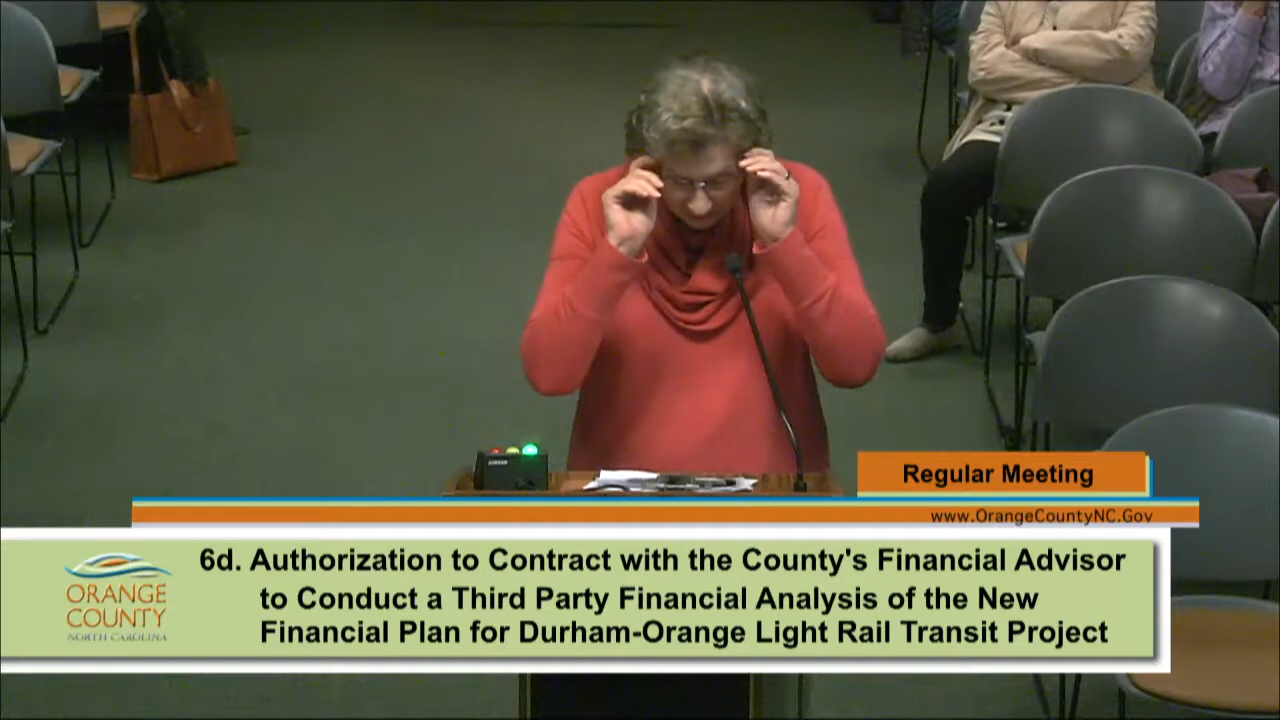 Regular Meeting
www.OrangeCountyNC.Gov
6d. Authorization to Contract with the County's Financial Advisor
to Conduct a Third Party Financial Analysis of the New
Financial Plan for Durham-Orange Light Rail Transit Project
ORANGE
COUNTY
NORTH CAROLINA